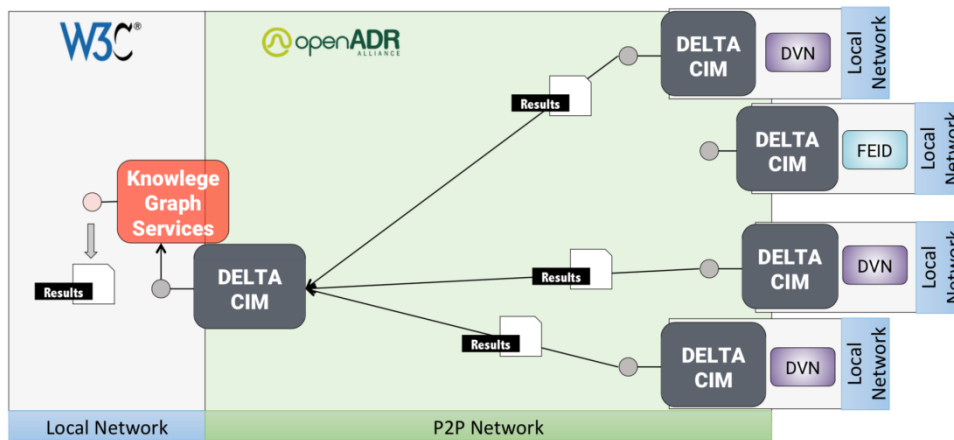 W3C®
openADR
ALLIANCE
DELTA
CIM
DVN
Local
Network
Results
DELTA
CIM
FEID
Local
Network
Knowlege
Graph
Services
DELTA
CIM
Results
DELTA
CIM
Results
DVN
Local
Network
Results
DELTA
CIM
DVN
Local
Network
Local Network
P2P Network